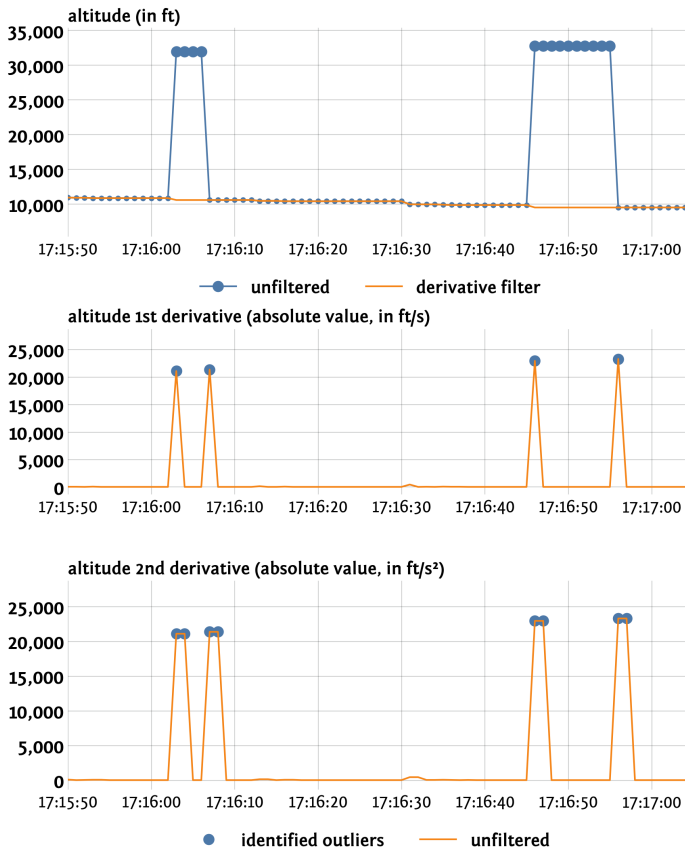 altitude (in ft)
35,000
30,000
25,000
20,000
15,000
10,000
17:15:50 17:16:00 17:16:10 17:16:20 17:16:30 17:16:40 17:16:50 17:17:00
unfiltered derivative filter
altitude 1st derivative (absolute value, in ft/s)
25,000
20,000
15,000
10,000
5,000
0
17:15:50 17:16:00 17:16:10 17:16:20 17:16:30 17:16:40 17:16:50 17:17:00
altitude 2nd derivative (absolute value, in ft/s²)
25,000
20,000
15,000
10,000
5,000
0
17:15:50 17:16:00 17:16:10 17:16:20 17:16:30 17:16:40 17:16:50 17:17:00
identified outliers unfiltered